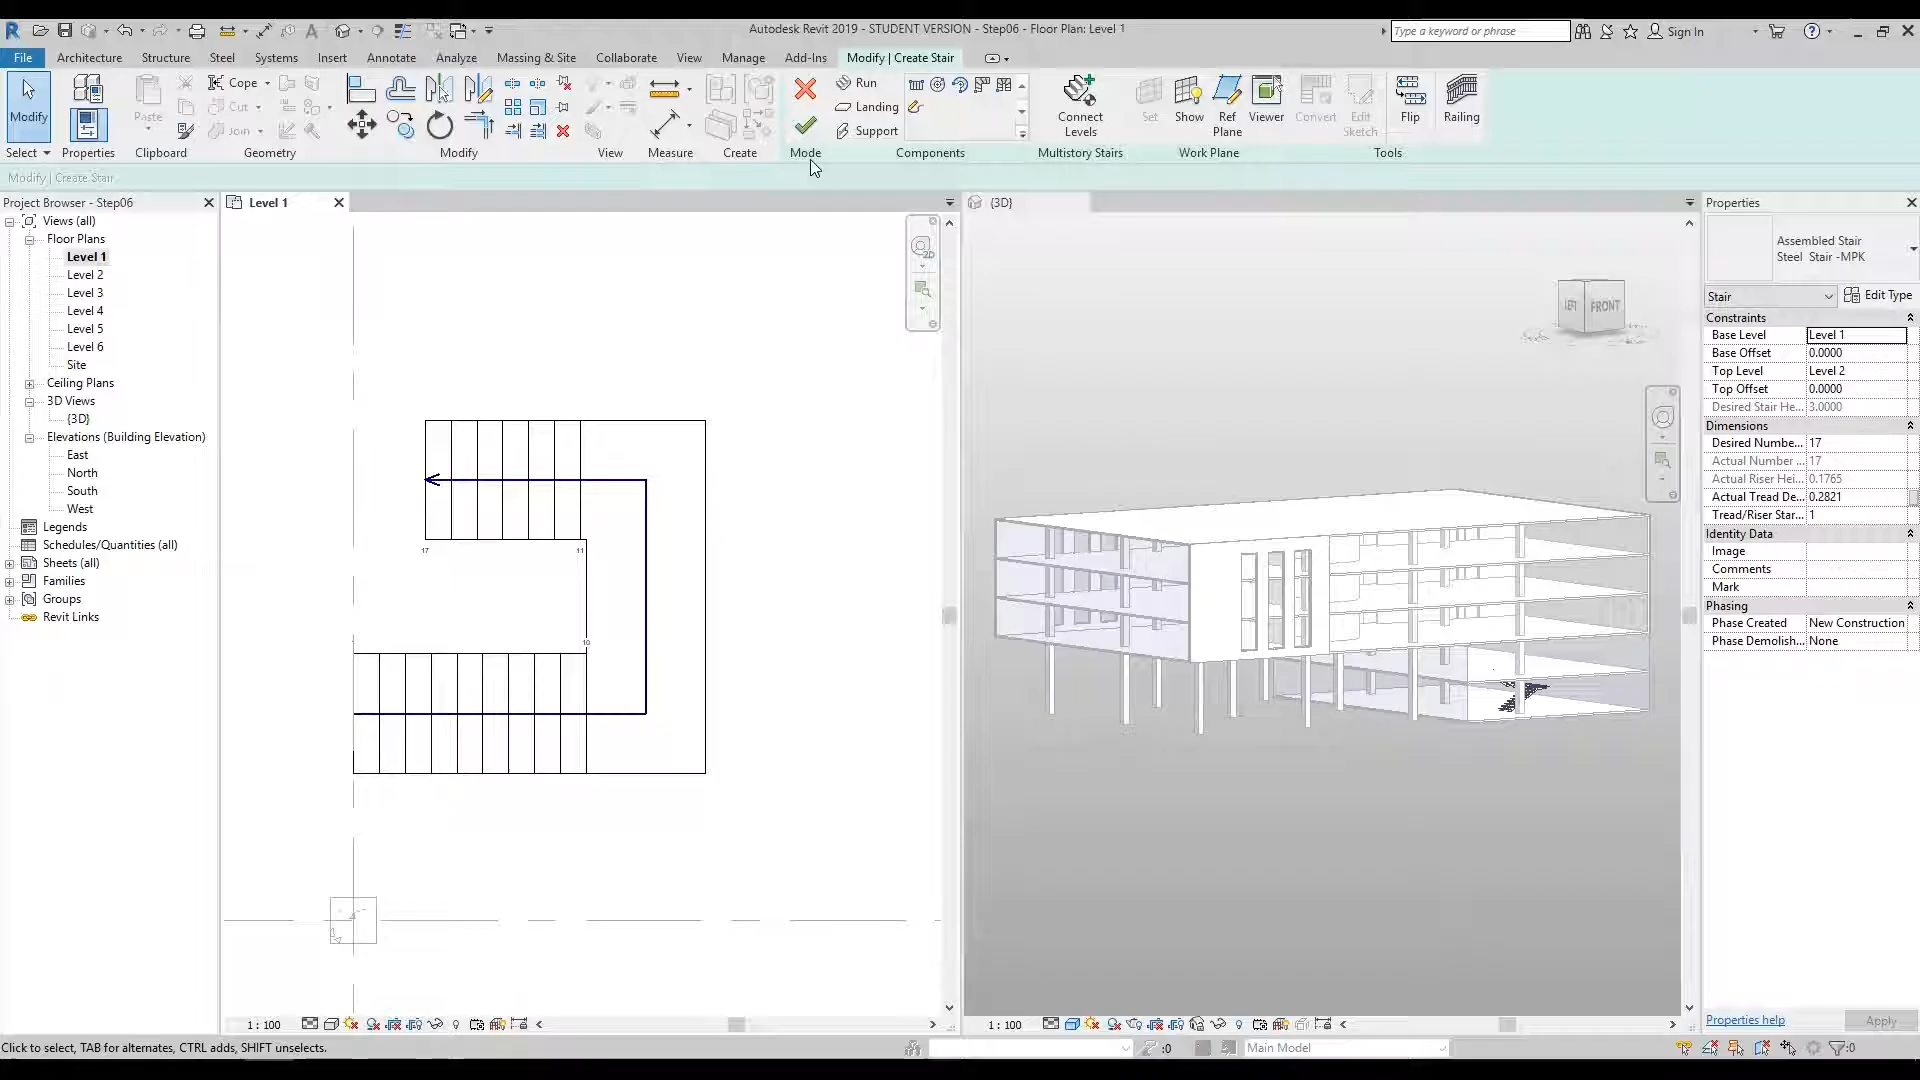 Autodesk Revit 2019 - STUDENT VERSION - Step06 - Floor Plan: Level 1
Type a keyword or phrase
Sign In
File Architecture Structure Steel Systems Insert Annotate Analyze Massing & Site Collaborate View Manage Add-Ins Modify | Create Stair
Modify
Paste
Cope
Cut
Join
Run
Landing
Support
Connect Levels
Set
Show
Ref Plane
Viewer
Convert
Edit Sketch
Flip
Railing
Select Properties Clipboard Geometry Modify View Measure Create Mode Components Multistory Stairs Work Plane Tools
Modify | Create Stair
Project Browser - Step06
Views (all)
Floor Plans
Level 1
Level 2
Level 3
Level 4
Level 5
Level 6
Site
Ceiling Plans
3D Views
{3D}
Elevations (Building Elevation)
East
North
South
West
Legends
Schedules/Quantities (all)
Sheets (all)
Families
Groups
Revit Links
Level 1
2D
17
11
10
1 : 100
{3D}
LEFT
FRONT
1 : 100
Properties
Assembled Stair
Steel Stair -MPK
Stair
Edit Type
Constraints
Base Level Level 1
Base Offset 0.0000
Top Level Level 2
Top Offset 0.0000
Desired Stair He... 3.0000
Dimensions
Desired Numbe... 17
Actual Number ... 17
Actual Riser Hei... 0.1765
Actual Tread De... 0.2821
Tread/Riser Star... 1
Identity Data
Image
Comments
Mark
Phasing
Phase Created New Construction
Phase Demolish... None
Properties help
Apply
Click to select, TAB for alternates, CTRL adds, SHIFT unselects.
:0
Main Model
:0